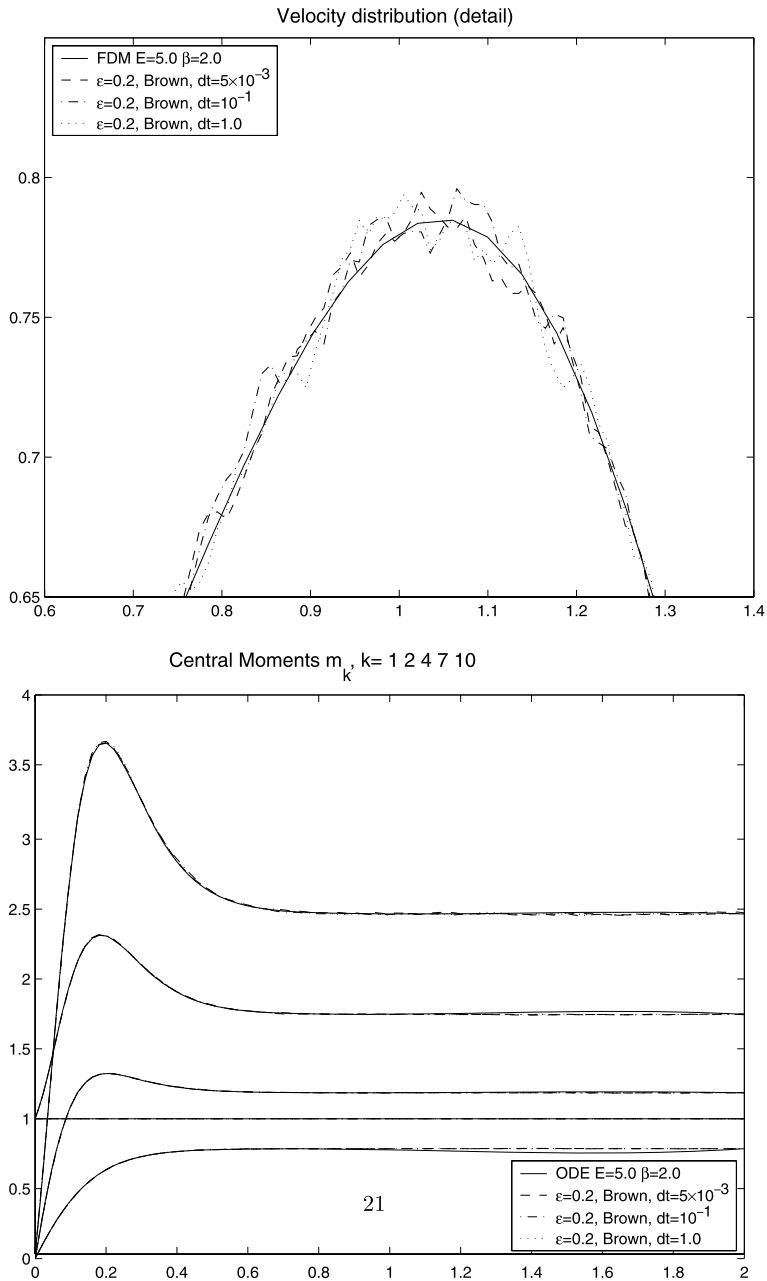 Velocity distribution (detail)
FDM E=5.0 β=2.0
ε=0.2, Brown, dt=5×10⁻³
ε=0.2, Brown, dt=10⁻¹
ε=0.2, Brown, dt=1.0
0.8
0.75
0.7
0.65
0.6 0.7 0.8 0.9 1 1.1 1.2 1.3 1.4
Central Moments mₖ, k= 1 2 4 7 10
4
3.5
3
2.5
2
1.5
1
0.5
0
ODE E=5.0 β=2.0
ε=0.2, Brown, dt=5×10⁻³
ε=0.2, Brown, dt=10⁻¹
ε=0.2, Brown, dt=1.0
21
0 0.2 0.4 0.6 0.8 1 1.2 1.4 1.6 1.8 2